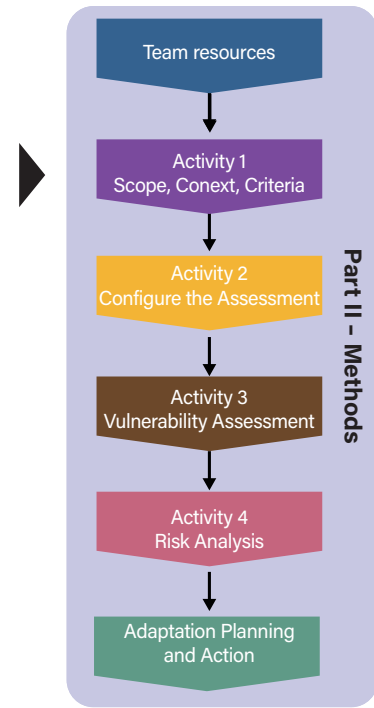 Team resources
Activity 1
Scope, Conext, Criteria
Activity 2
Configure the Assessment
Activity 3
Vulnerability Assessment
Activity 4
Risk Analysis
Adaptation Planning
and Action
Part II – Methods